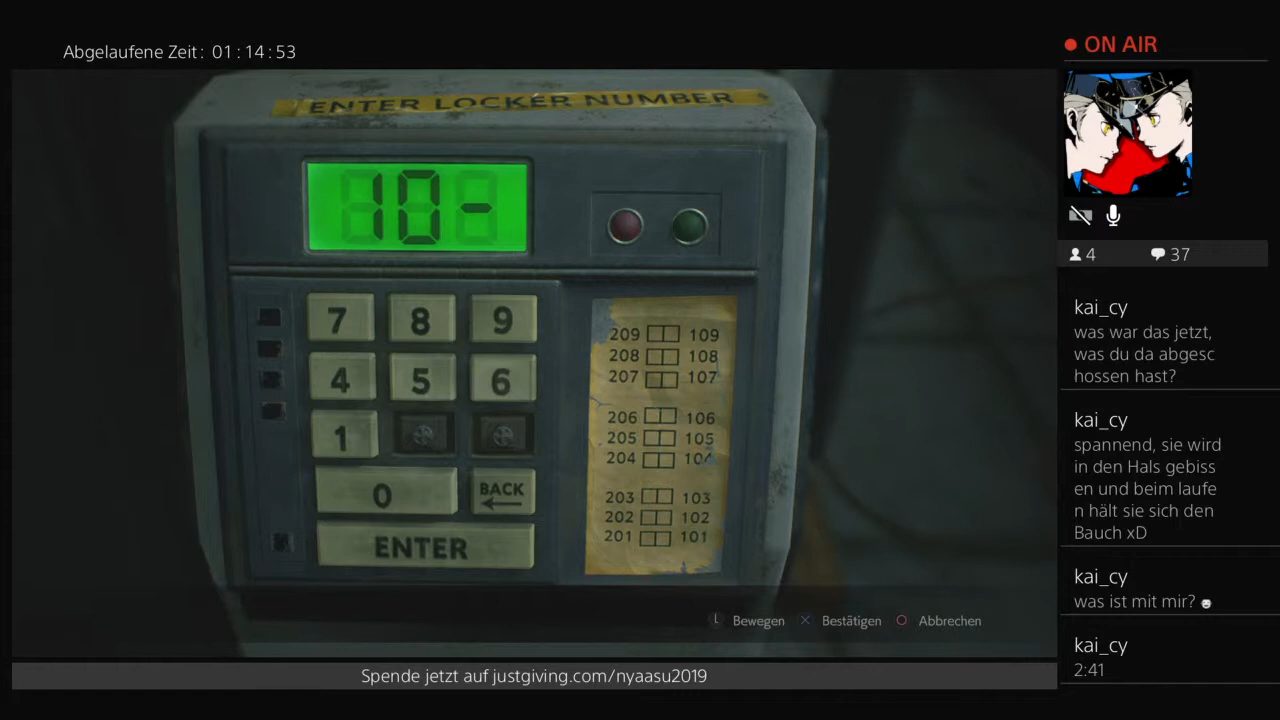 Abgelaufene Zeit: 01:14:53
ENTER LOCKER NUMBER
10-
7 8 9
4 5 6
1
0 BACK
ENTER
209 109
208 108
207 107
206 106
205 105
204 104
203 103
202 102
201 101
L Bewegen Bestätigen Abbrechen
Spende jetzt auf justgiving.com/nyaasu2019
ON AIR
4 37
kai_cy
was war das jetzt,
was du da abgesc
hossen hast?
kai_cy
spannend, sie wird
in den Hals gebiss
en und beim laufe
n hält sie sich den
Bauch xD
kai_cy
was ist mit mir?
kai_cy
2:41